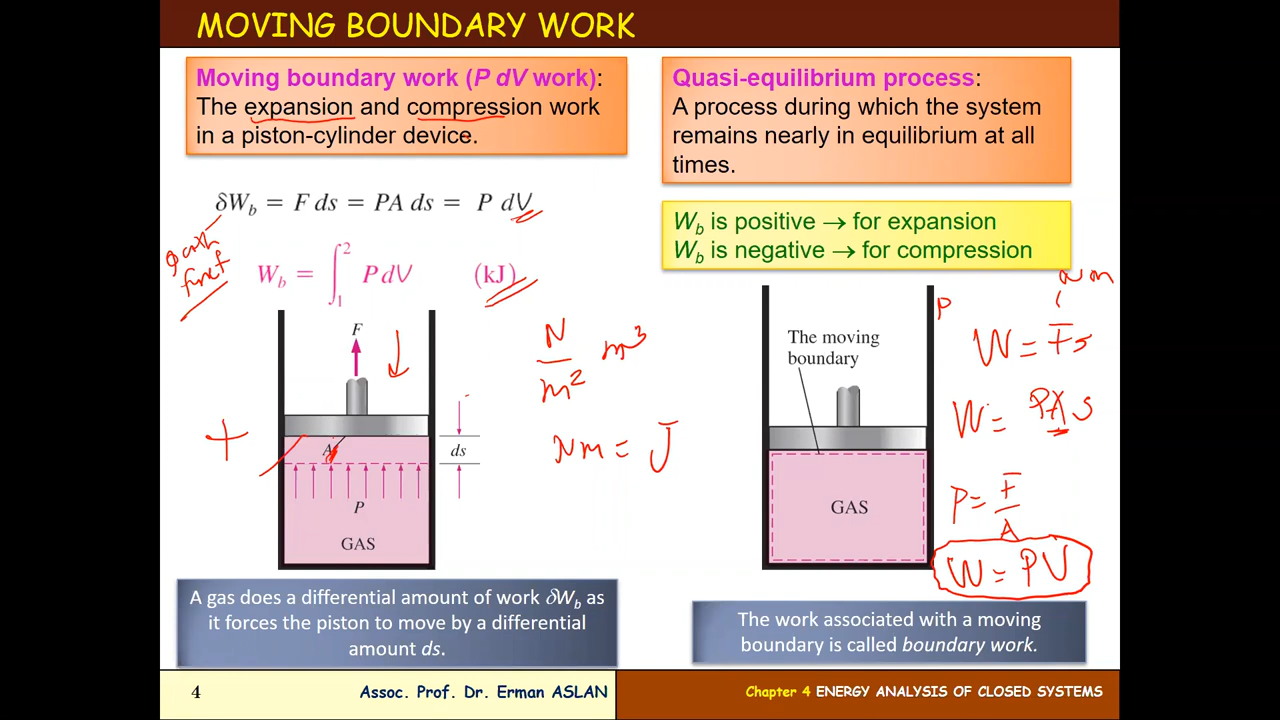 MOVING BOUNDARY WORK
Moving boundary work (P dV work):
The expansion and compression work
in a piston-cylinder device.
Quasi-equilibrium process:
A process during which the system
remains nearly in equilibrium at all
times.
δW_b = F ds = PA ds = P dV
W_b is positive → for expansion
W_b is negative → for compression
path
W_b = ∫₁² P dV (kJ)
F
N/m² m³
Nm = J
+
A
ds
P
GAS
The moving
boundary
GAS
P
Nm
W = Fs
W = PA s
P = F/A
W = PV
A gas does a differential amount of work δW_b as
it forces the piston to move by a differential
amount ds.
The work associated with a moving
boundary is called boundary work.
4
Assoc. Prof. Dr. Erman ASLAN
Chapter 4 ENERGY ANALYSIS OF CLOSED SYSTEMS